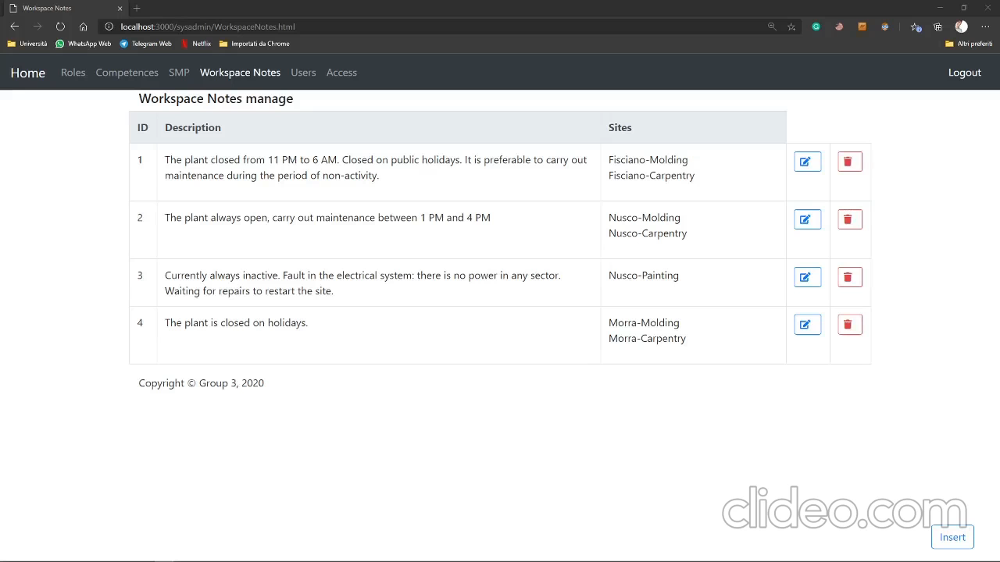 Workspace Notes
localhost:3000/sysadmin/WorkspaceNotes.html
Università WhatsApp Web Telegram Web Netflix Importati da Chrome Altri preferiti
Home Roles Competences SMP Workspace Notes Users Access Logout
Workspace Notes manage
ID Description Sites
1 The plant closed from 11 PM to 6 AM. Closed on public holidays. It is preferable to carry out Fisciano-Molding
maintenance during the period of non-activity. Fisciano-Carpentry
2 The plant always open, carry out maintenance between 1 PM and 4 PM Nusco-Molding
Nusco-Carpentry
3 Currently always inactive. Fault in the electrical system: there is no power in any sector. Nusco-Painting
Waiting for repairs to restart the site.
4 The plant is closed on holidays. Morra-Molding
Morra-Carpentry
Copyright © Group 3, 2020
clideo.com
Insert